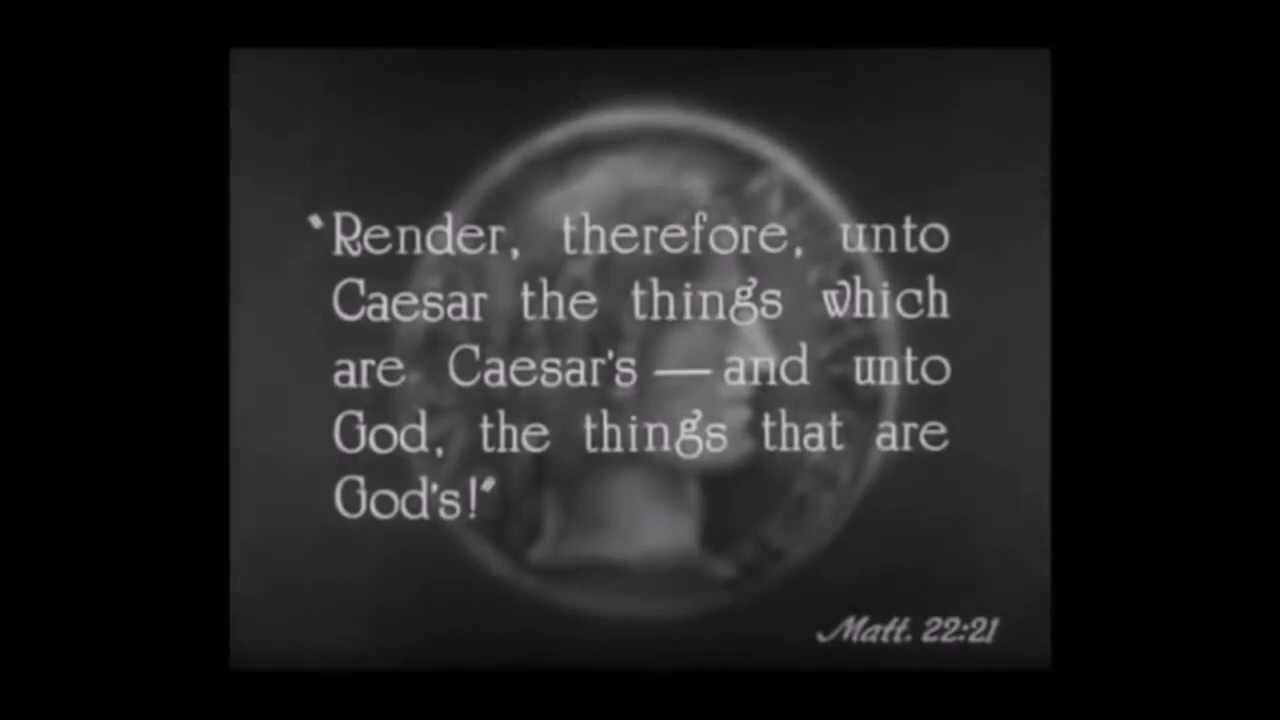 "Render, therefore, unto
Caesar the things which
are Caesar's — and unto
God, the things that are
God's!"
Matt. 22:21